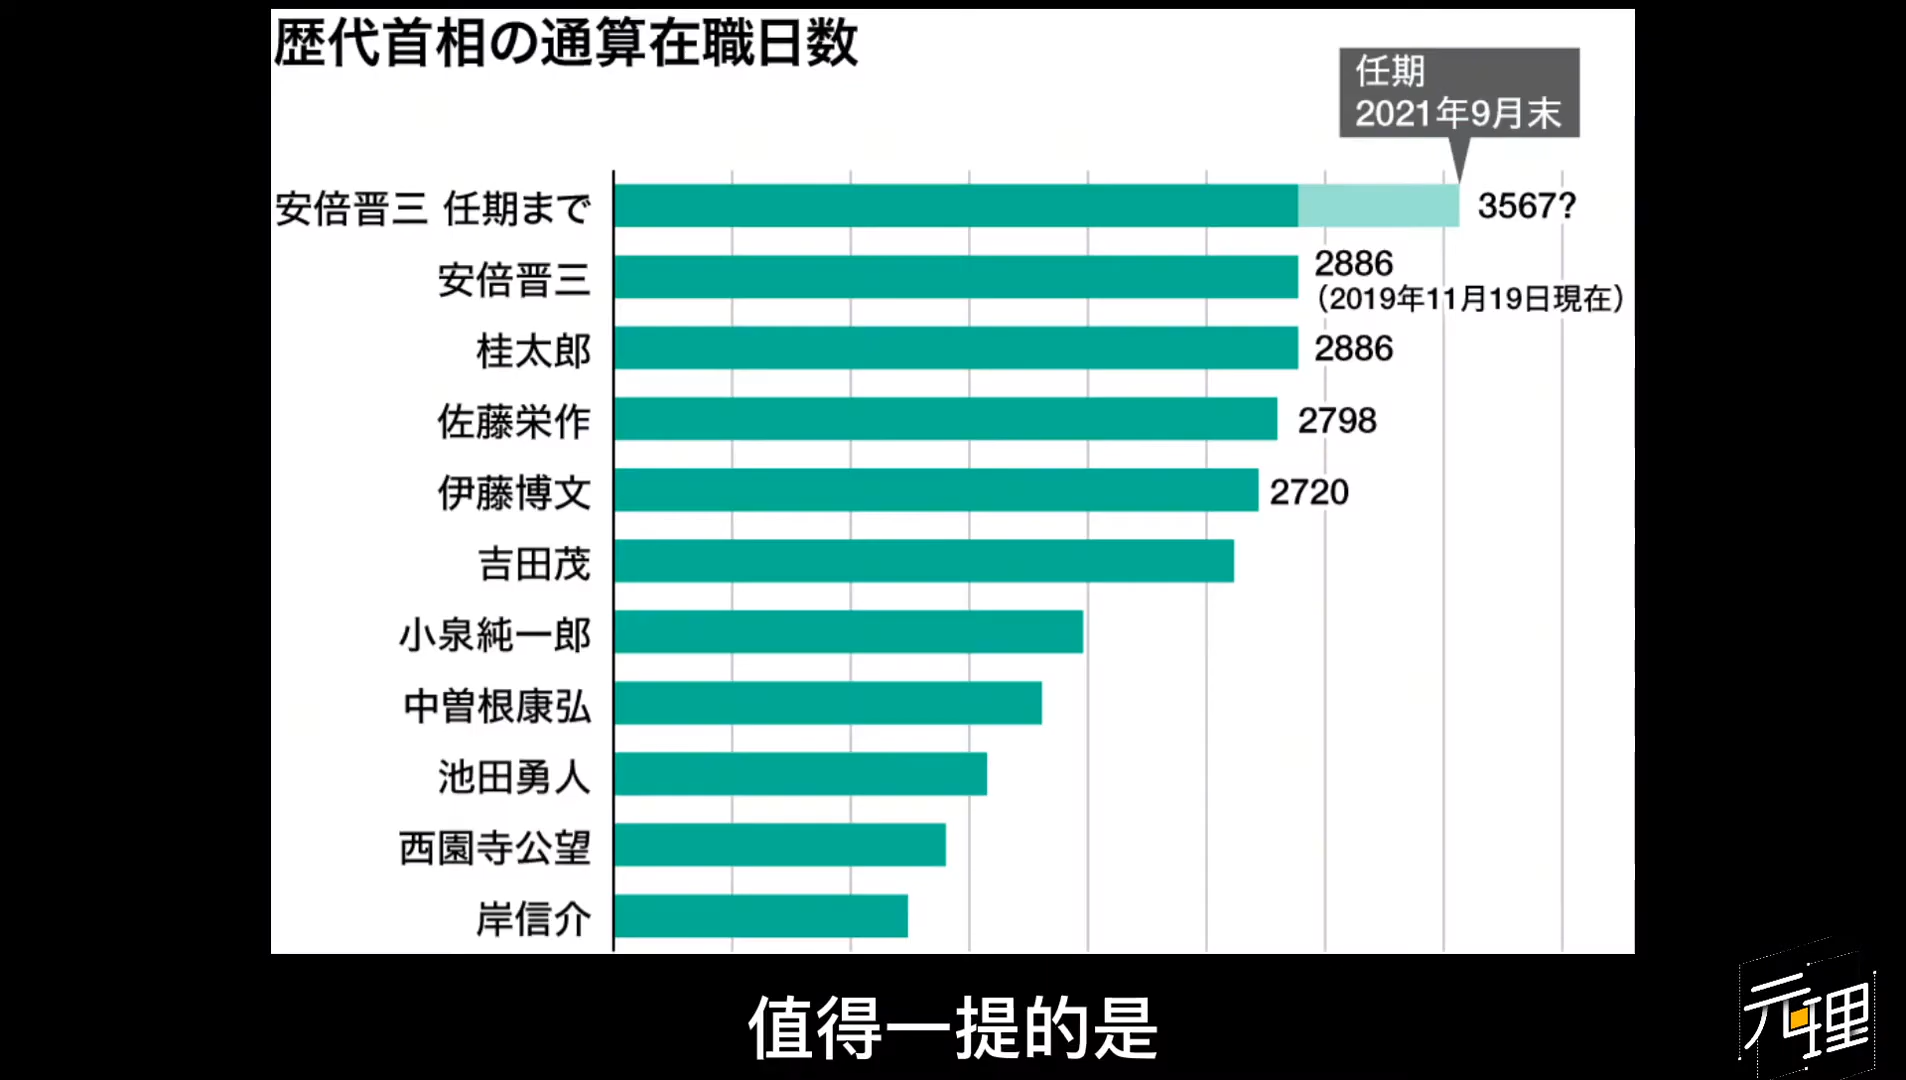 歴代首相の通算在職日数
任期
2021年9月末
安倍晋三 任期まで 3567?
安倍晋三 2886
（2019年11月19日現在）
桂太郎 2886
佐藤栄作 2798
伊藤博文 2720
吉田茂
小泉純一郎
中曽根康弘
池田勇人
西園寺公望
岸信介
值得一提的是
元理